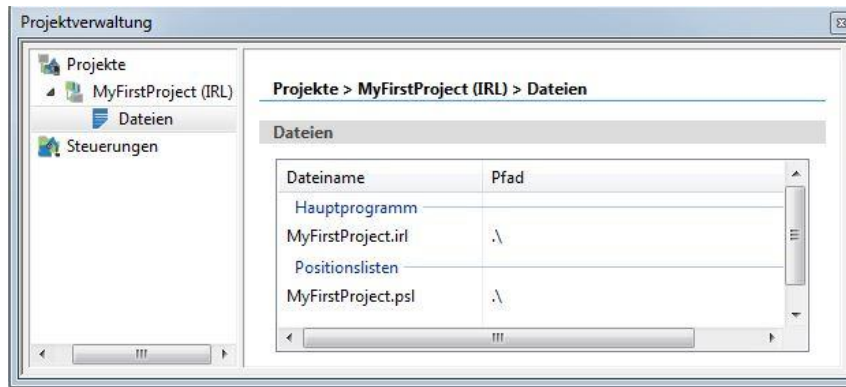 Projektverwaltung
Projekte
MyFirstProject (IRL)
Dateien
Steuerungen
Projekte > MyFirstProject (IRL) > Dateien
Dateien
Dateiname Pfad
Hauptprogramm
MyFirstProject.irl .\
Positionslisten
MyFirstProject.psl .\